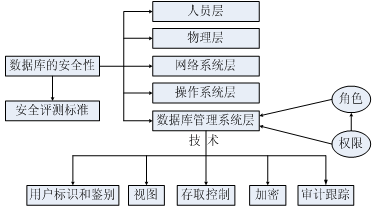 人员层
物理层
数据库的安全性
网络系统层
安全评测标准
操作系统层
数据库管理系统层
角色
权限
技术
用户标识和鉴别
视图
存取控制
加密
审计跟踪